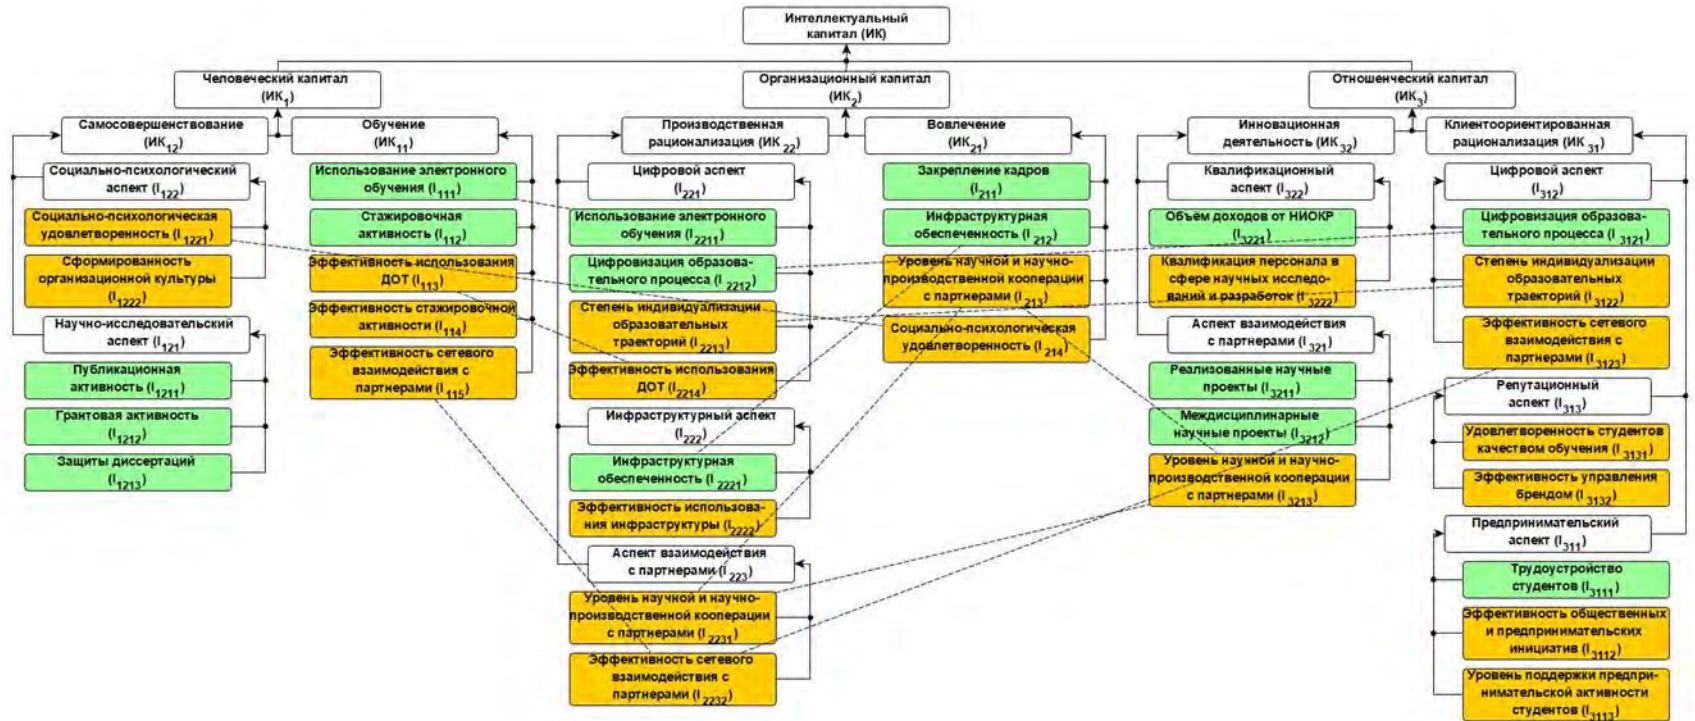 Интеллектуальный
капитал (ИК)
Человеческий капитал
(ИК1)
Самосовершенствование
(ИК12)
Социально-психологический
аспект (I122)
Социально-психологическая
удовлетворенность (I1221)
Сформированность
организационной культуры
(I1222)
Научно-исследовательский
аспект (I121)
Публикационная
активность (I1211)
Грантовая активность
(I1212)
Защиты диссертаций
(I1213)
Обучение
(ИК11)
Использование электронного
обучения (I111)
Стажировочная
активность (I112)
Эффективность использования
ДОТ (I113)
Эффективность стажировочной
активности (I114)
Эффективность сетевого
взаимодействия с
партнерами (I115)
Организационный капитал
(ИК2)
Производственная
рационализация (ИК22)
Цифровой аспект
(I221)
Использование электронного
обучения (I2211)
Цифровизация образова-
тельного процесса (I2212)
Степень индивидуализации
образовательных
траекторий (I2213)
Эффективность использования
ДОТ (I2214)
Инфраструктурный аспект
(I222)
Инфраструктурная
обеспеченность (I2221)
Эффективность использова-
ния инфраструктуры (I2222)
Аспект взаимодействия
с партнерами (I223)
Уровень научной и научно-
производственной кооперации
с партнерами (I2231)
Эффективность сетевого
взаимодействия с
партнерами (I2232)
Вовлечение
(ИК21)
Закрепление кадров
(I211)
Инфраструктурная
обеспеченность (I212)
Уровень научной и научно-
производственной кооперации
с партнерами (I213)
Социально-психологическая
удовлетворенность (I214)
Отношенческий капитал
(ИК3)
Инновационная
деятельность (ИК32)
Квалификационный
аспект (I322)
Объём доходов от НИОКР
(I3221)
Квалификация персонала в
сфере научных исследо-
ваний и разработок (I3222)
Аспект взаимодействия
с партнерами (I321)
Реализованные научные
проекты (I3211)
Междисциплинарные
научные проекты (I3212)
Уровень научной и научно-
производственной кооперации
с партнерами (I3213)
Клиентоориентированная
рационализация (ИК31)
Цифровой аспект
(I312)
Цифровизация образова-
тельного процесса (I3121)
Степень индивидуализации
образовательных
траекторий (I3122)
Эффективность сетевого
взаимодействия с
партнерами (I3123)
Репутационный
аспект (I313)
Удовлетворенность студентов
качеством обучения (I3131)
Эффективность управления
брендом (I3132)
Предпринимательский
аспект (I311)
Трудоустройство
студентов (I3111)
Эффективность общественных
и предпринимательских
инициатив (I3112)
Уровень поддержки предпри-
нимательской активности
студентов (I3113)